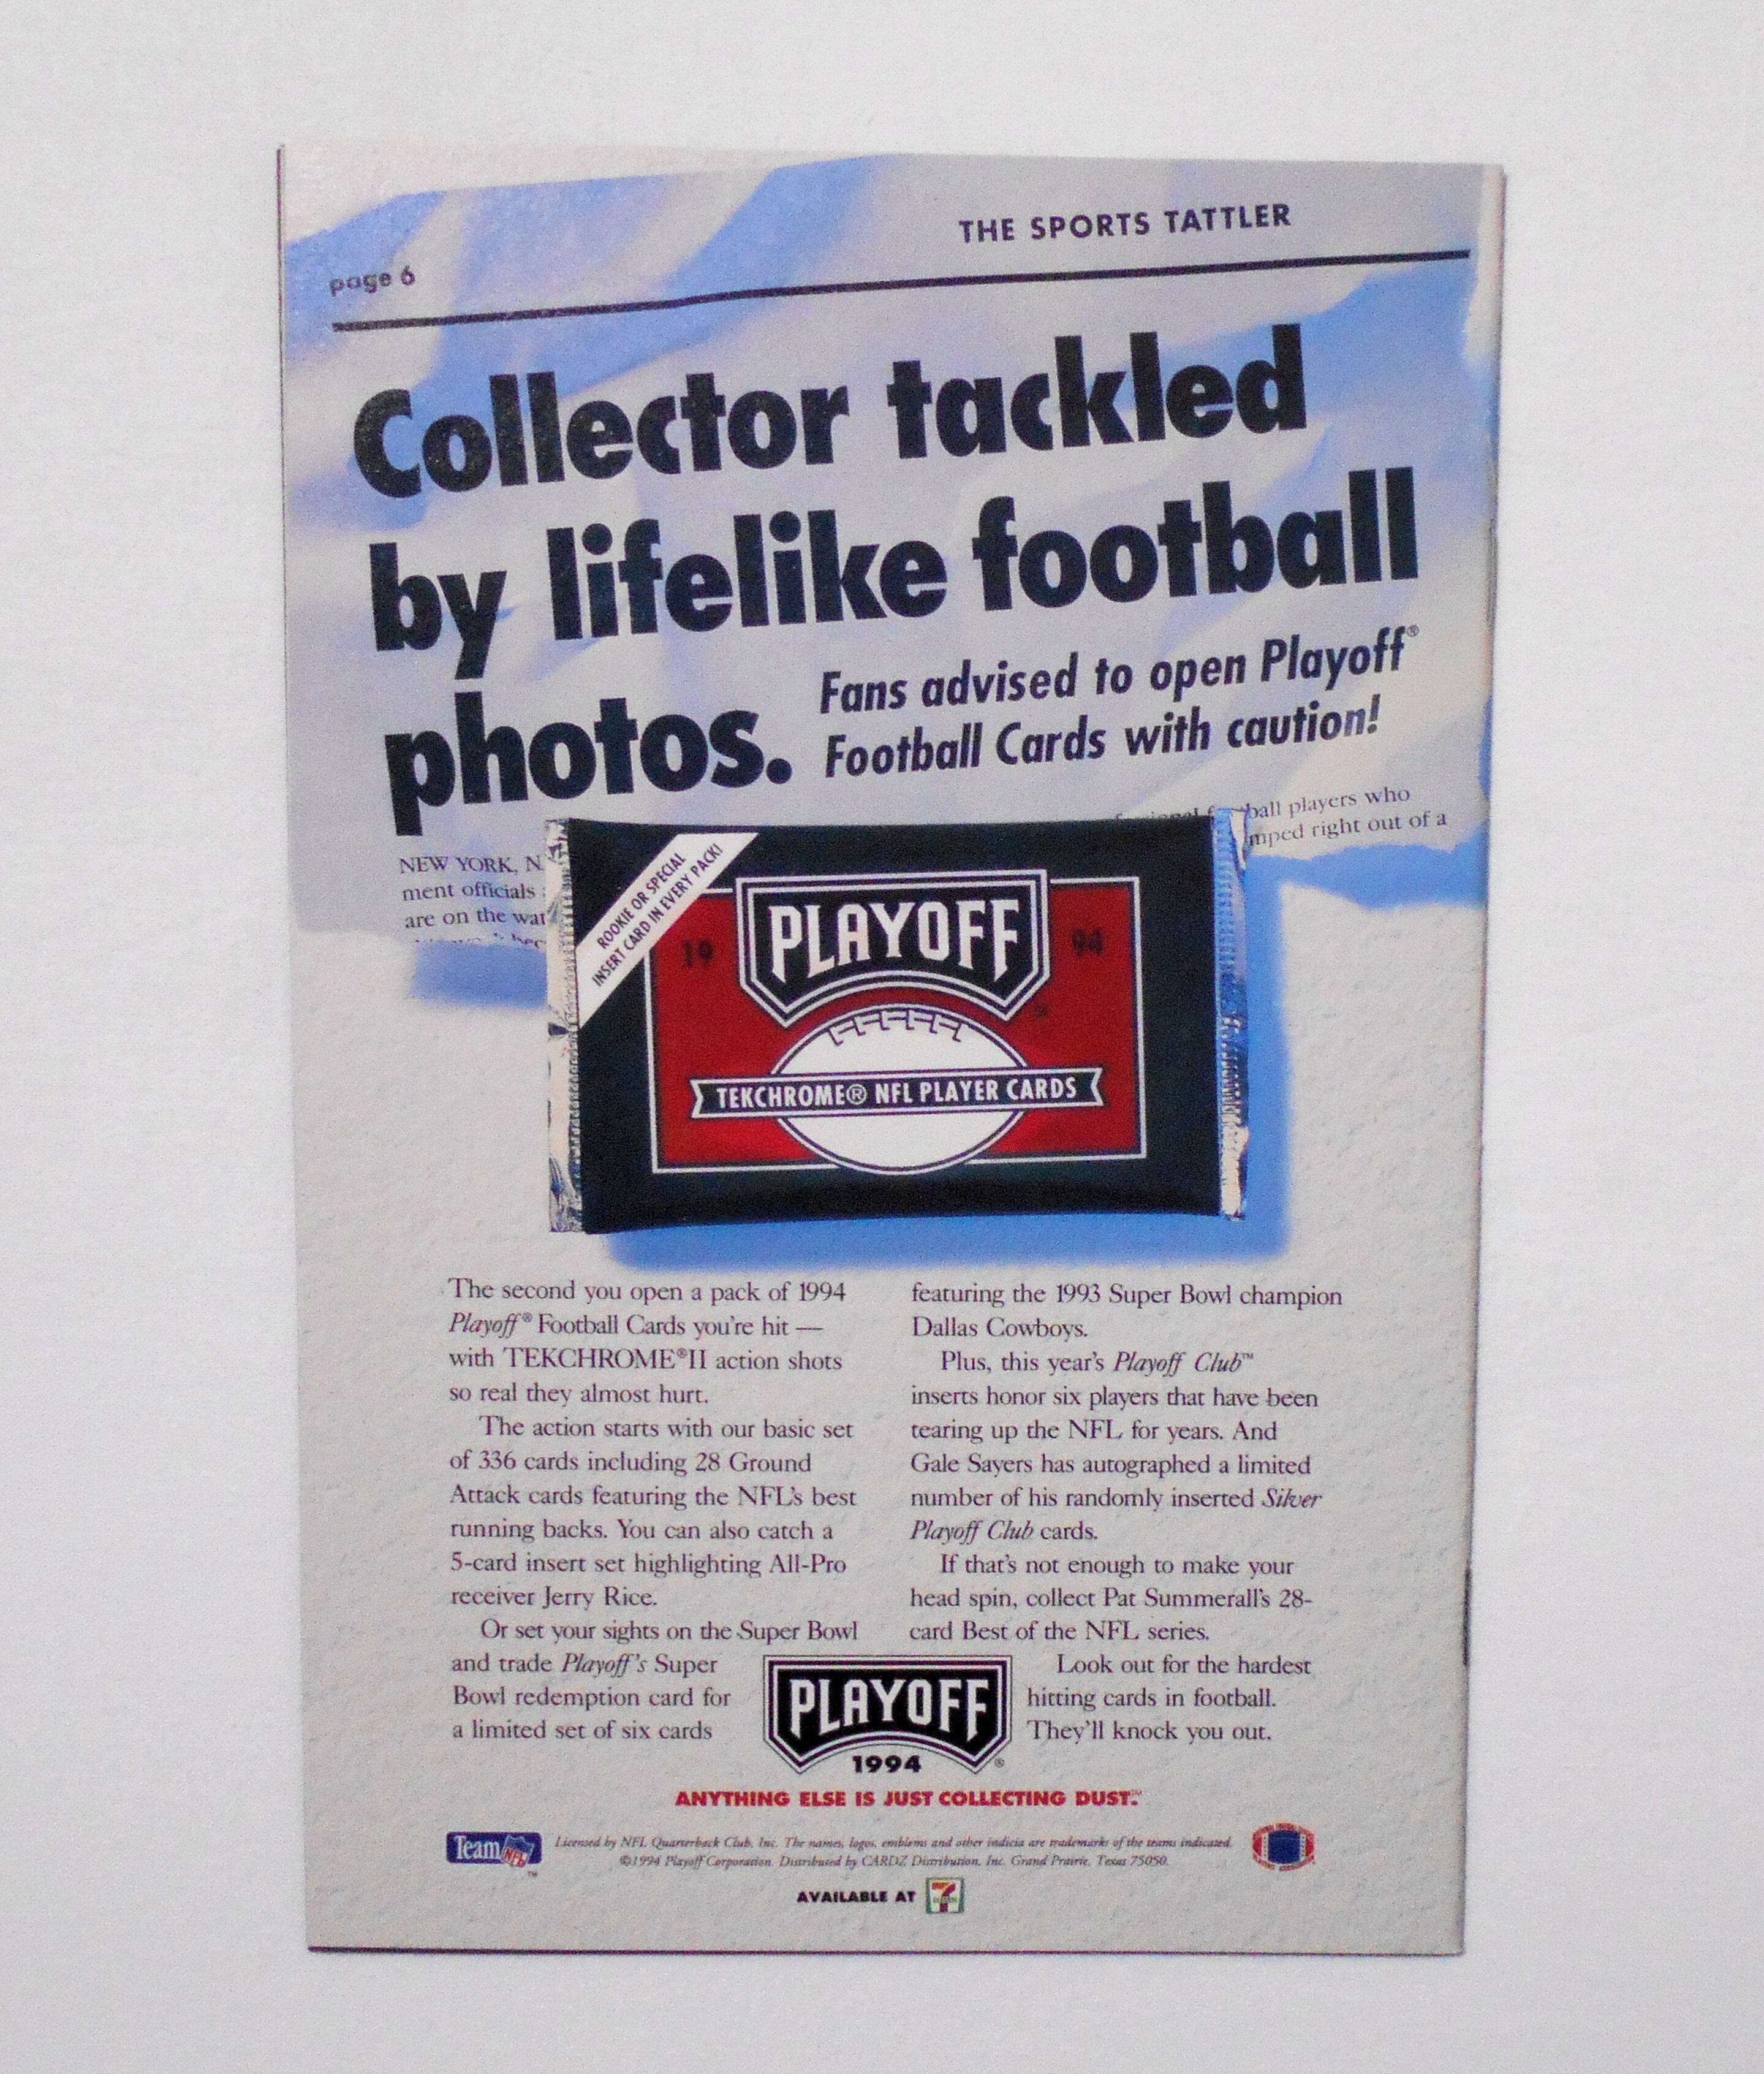 THE SPORTS TATTLER
page 6
Collector tackled
by lifelike football
photos.
Fans advised to open Playoff®
Football Cards with caution!
ball players who
mped right out of a
NEW YORK, N
ment officials
are on the wat
ROOKIE OR SPECIAL
INSERT CARD IN EVERY PACK!
19 94
PLAYOFF
TEKCHROME® NFL PLAYER CARDS
The second you open a pack of 1994
Playoff® Football Cards you're hit —
with TEKCHROME®II action shots
so real they almost hurt.
The action starts with our basic set
of 336 cards including 28 Ground
Attack cards featuring the NFL's best
running backs. You can also catch a
5-card insert set highlighting All-Pro
receiver Jerry Rice.
Or set your sights on the Super Bowl
and trade Playoff's Super
Bowl redemption card for
a limited set of six cards
featuring the 1993 Super Bowl champion
Dallas Cowboys.
Plus, this year's Playoff Club™
inserts honor six players that have been
tearing up the NFL for years. And
Gale Sayers has autographed a limited
number of his randomly inserted Silver
Playoff Club cards.
If that's not enough to make your
head spin, collect Pat Summerall's 28-
card Best of the NFL series.
Look out for the hardest
hitting cards in football.
They'll knock you out.
PLAYOFF
1994 ®
ANYTHING ELSE IS JUST COLLECTING DUST.™
Team NFL ™
Licensed by NFL Quarterback Club, Inc. The names, logos, emblems and other indicia are trademarks of the teams indicated.
©1994 Playoff Corporation. Distributed by CARDZ Distribution, Inc. Grand Prairie, Texas 75050.
AVAILABLE AT 7 ELEVEN